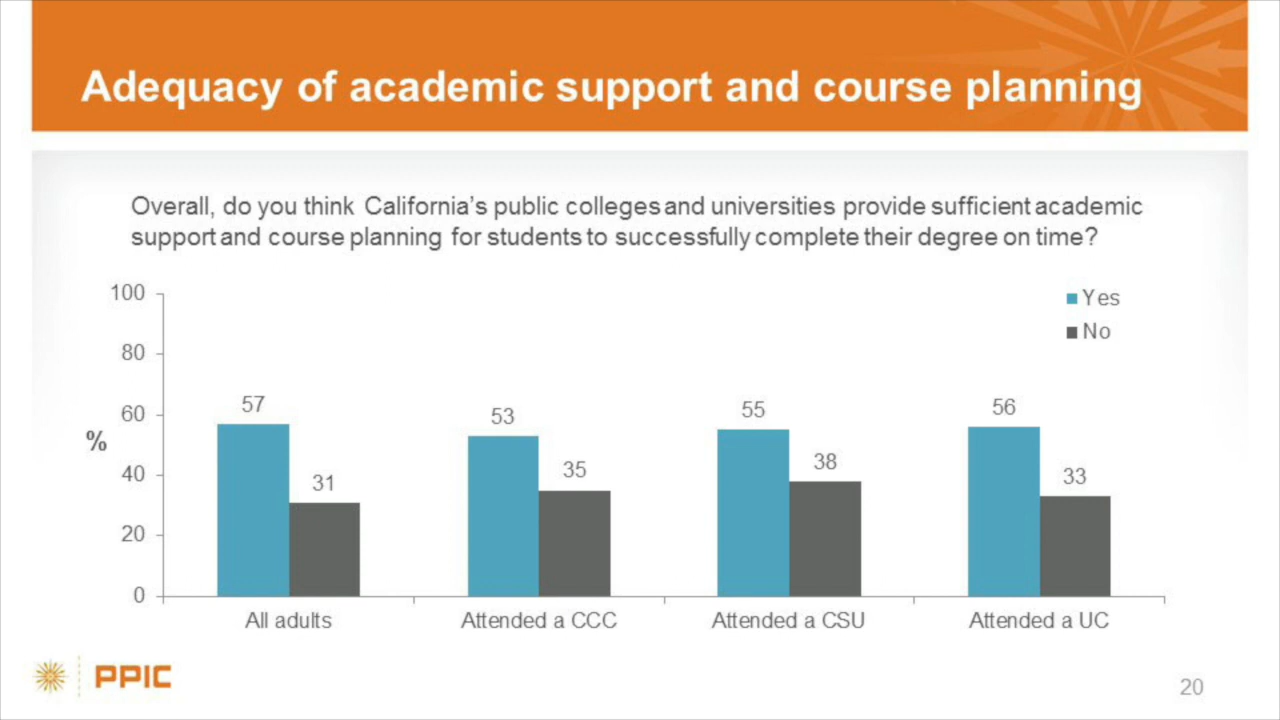 Adequacy of academic support and course planning
Overall, do you think California's public colleges and universities provide sufficient academic
support and course planning for students to successfully complete their degree on time?
100
80
60
40
20
0
%
Yes
No
57
31
53
35
55
38
56
33
All adults
Attended a CCC
Attended a CSU
Attended a UC
PPIC
20